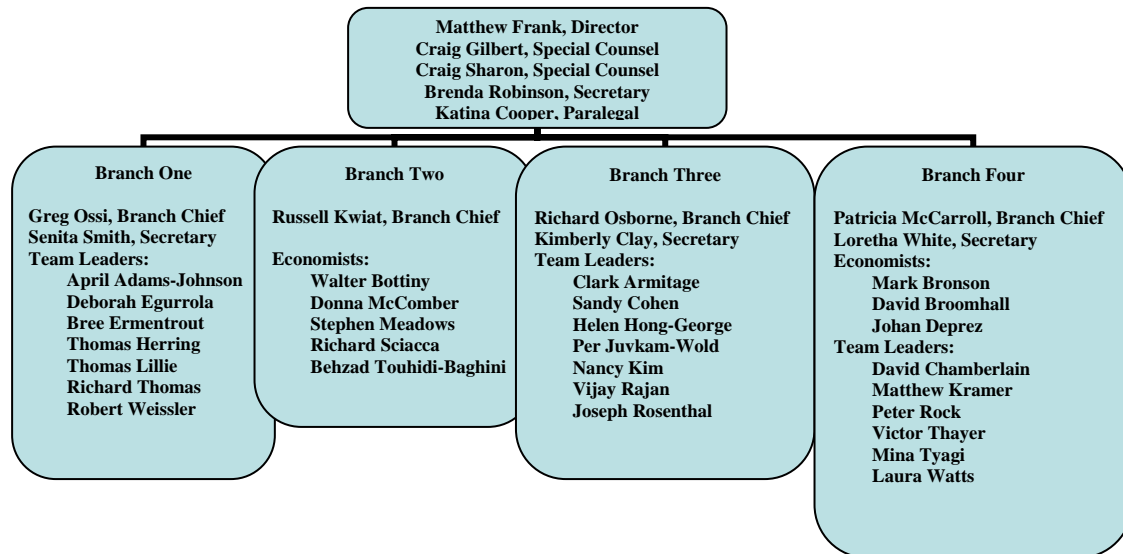 Matthew Frank, Director
Craig Gilbert, Special Counsel
Craig Sharon, Special Counsel
Brenda Robinson, Secretary
Katina Cooper, Paralegal
Branch One
Greg Ossi, Branch Chief
Senita Smith, Secretary
Team Leaders:
April Adams-Johnson
Deborah Egurrola
Bree Ermentrout
Thomas Herring
Thomas Lillie
Richard Thomas
Robert Weissler
Branch Two
Russell Kwiat, Branch Chief
Economists:
Walter Bottiny
Donna McComber
Stephen Meadows
Richard Sciacca
Behzad Touhidi-Baghini
Branch Three
Richard Osborne, Branch Chief
Kimberly Clay, Secretary
Team Leaders:
Clark Armitage
Sandy Cohen
Helen Hong-George
Per Juvkam-Wold
Nancy Kim
Vijay Rajan
Joseph Rosenthal
Branch Four
Patricia McCarroll, Branch Chief
Loretha White, Secretary
Economists:
Mark Bronson
David Broomhall
Johan Deprez
Team Leaders:
David Chamberlain
Matthew Kramer
Peter Rock
Victor Thayer
Mina Tyagi
Laura Watts